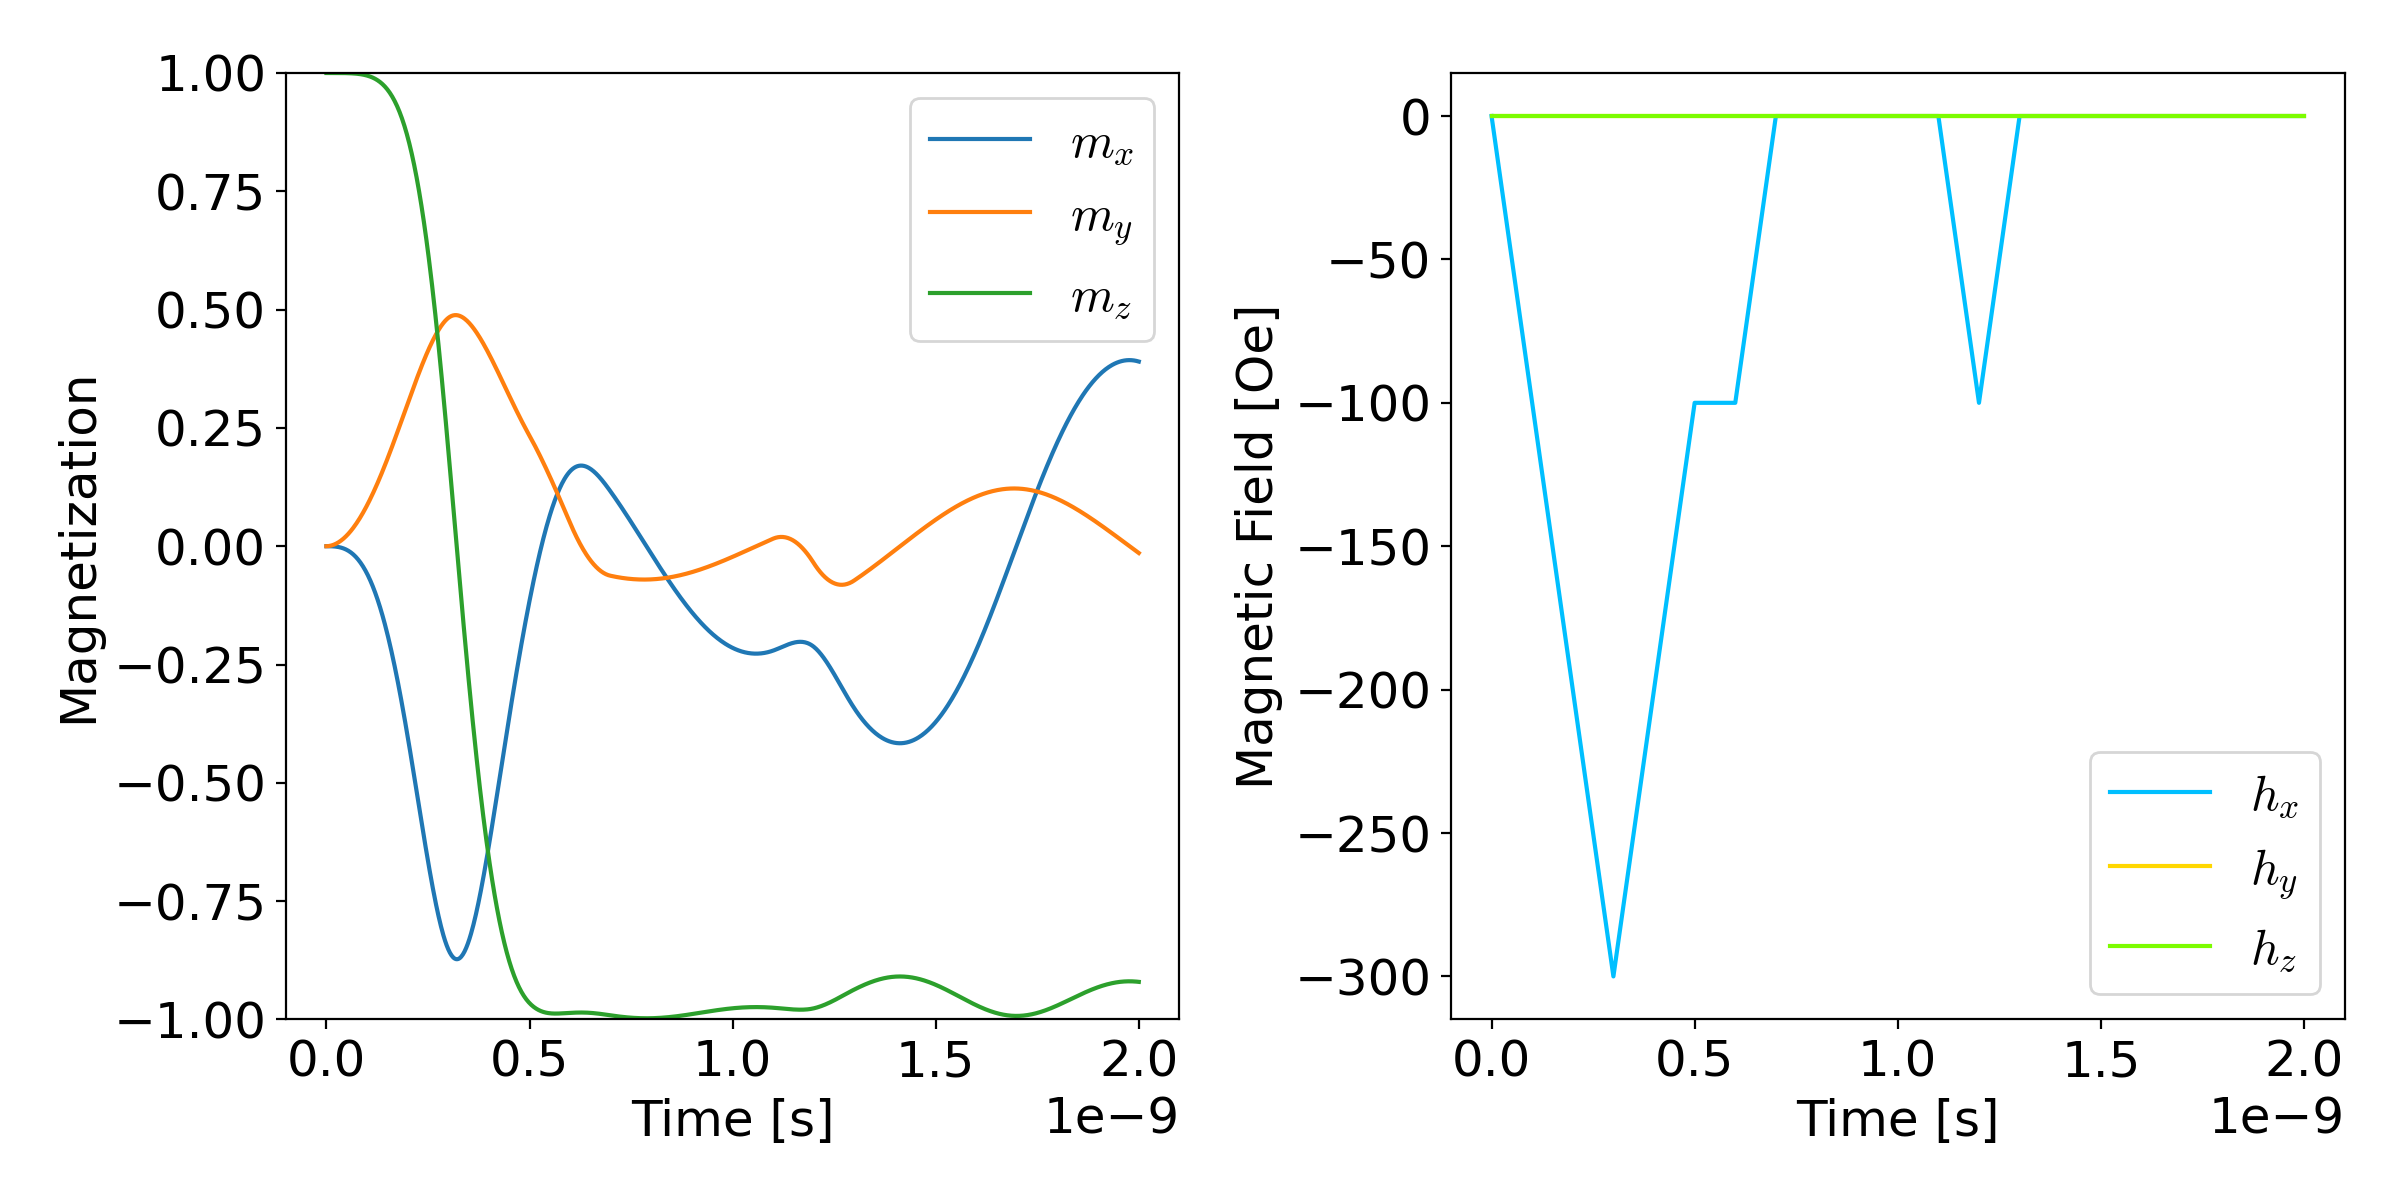 1.00
0.75
0.50
0.25
0.00
−0.25
−0.50
−0.75
−1.00
Magnetization
0.0 0.5 1.0 1.5 2.0
Time [s]
1e−9
m_x
m_y
m_z
0
−50
−100
−150
−200
−250
−300
Magnetic Field [Oe]
0.0 0.5 1.0 1.5 2.0
Time [s]
1e−9
h_x
h_y
h_z